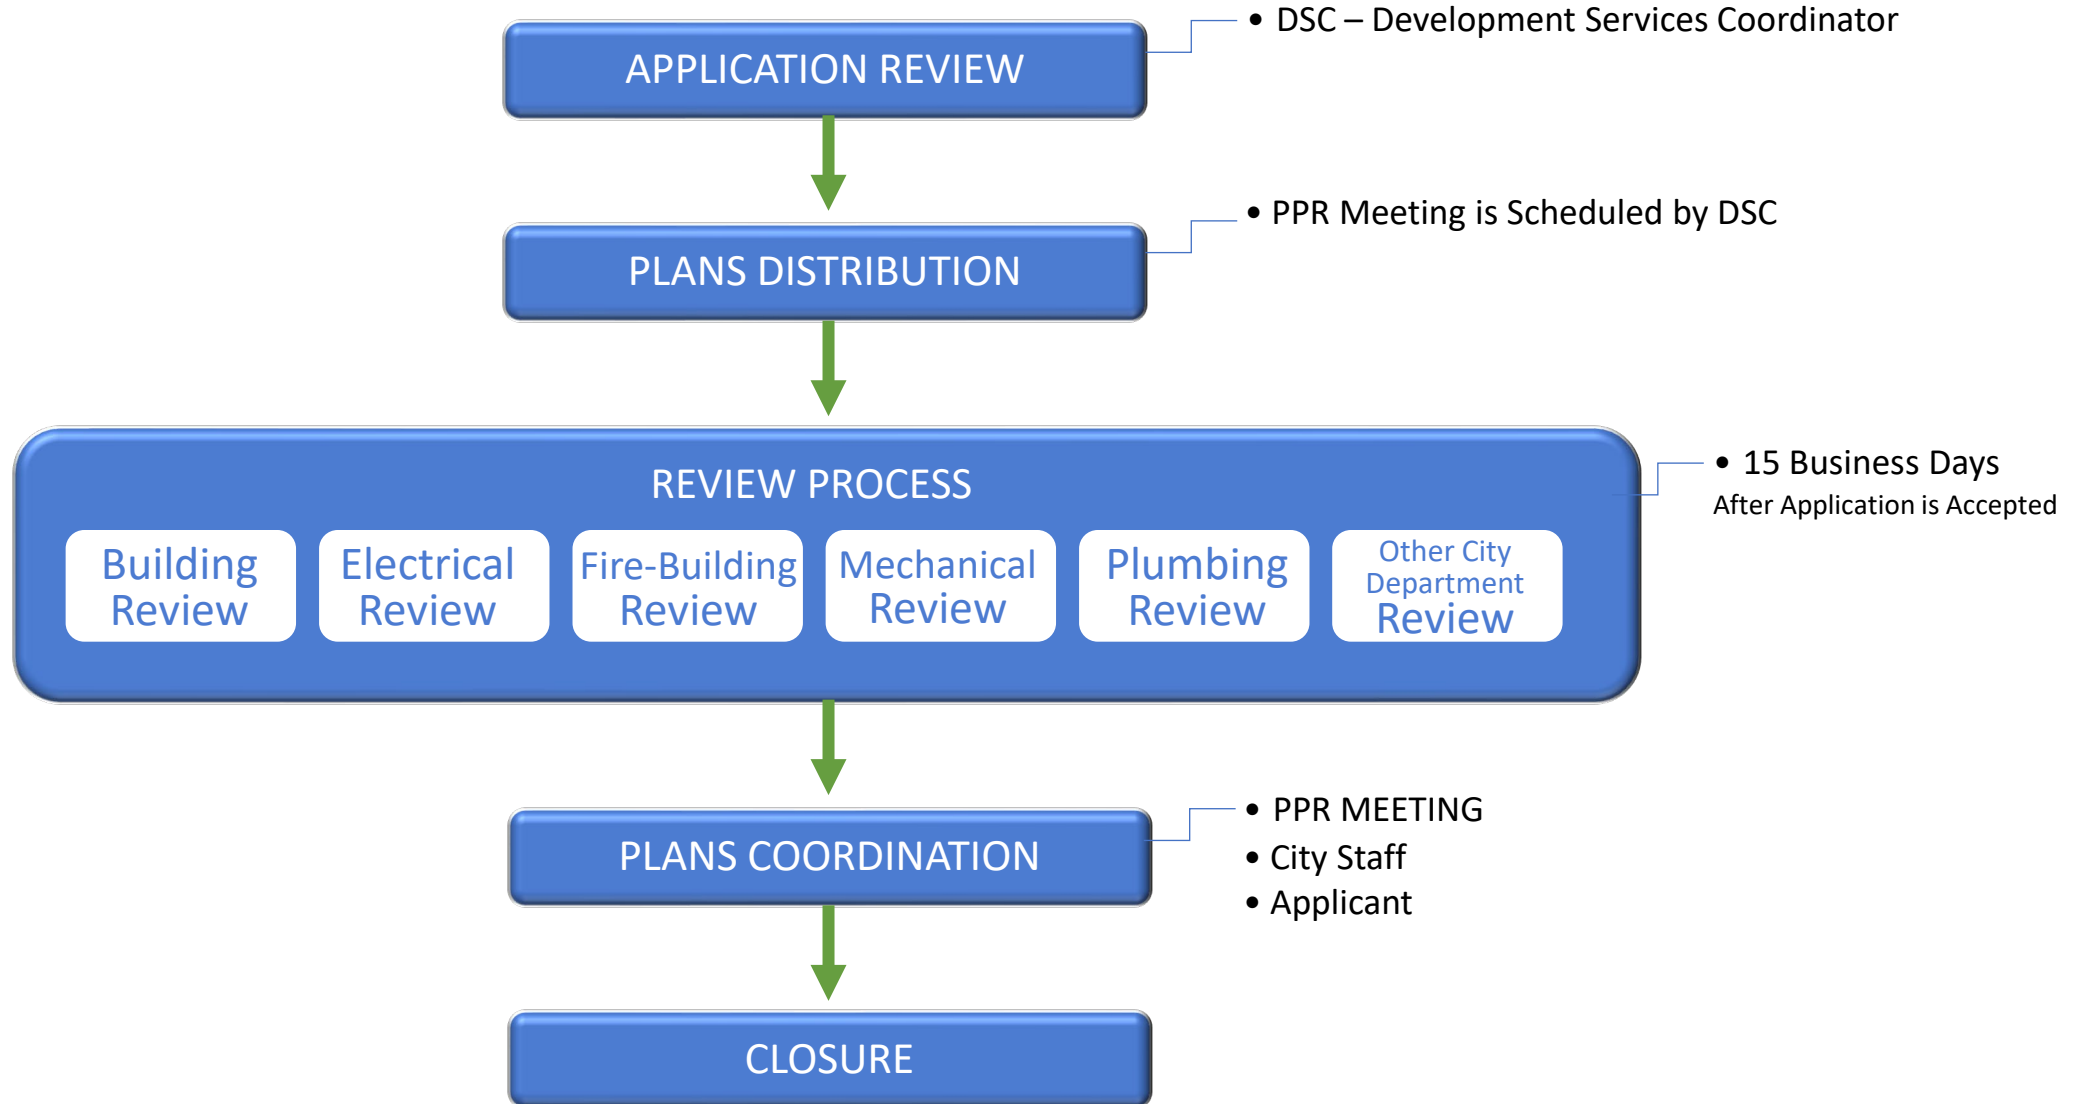 APPLICATION REVIEW
• DSC – Development Services Coordinator
PLANS DISTRIBUTION
• PPR Meeting is Scheduled by DSC
REVIEW PROCESS
Building
Review
Electrical
Review
Fire-Building
Review
Mechanical
Review
Plumbing
Review
Other City
Department
Review
• 15 Business Days
After Application is Accepted
PLANS COORDINATION
• PPR MEETING
• City Staff
• Applicant
CLOSURE